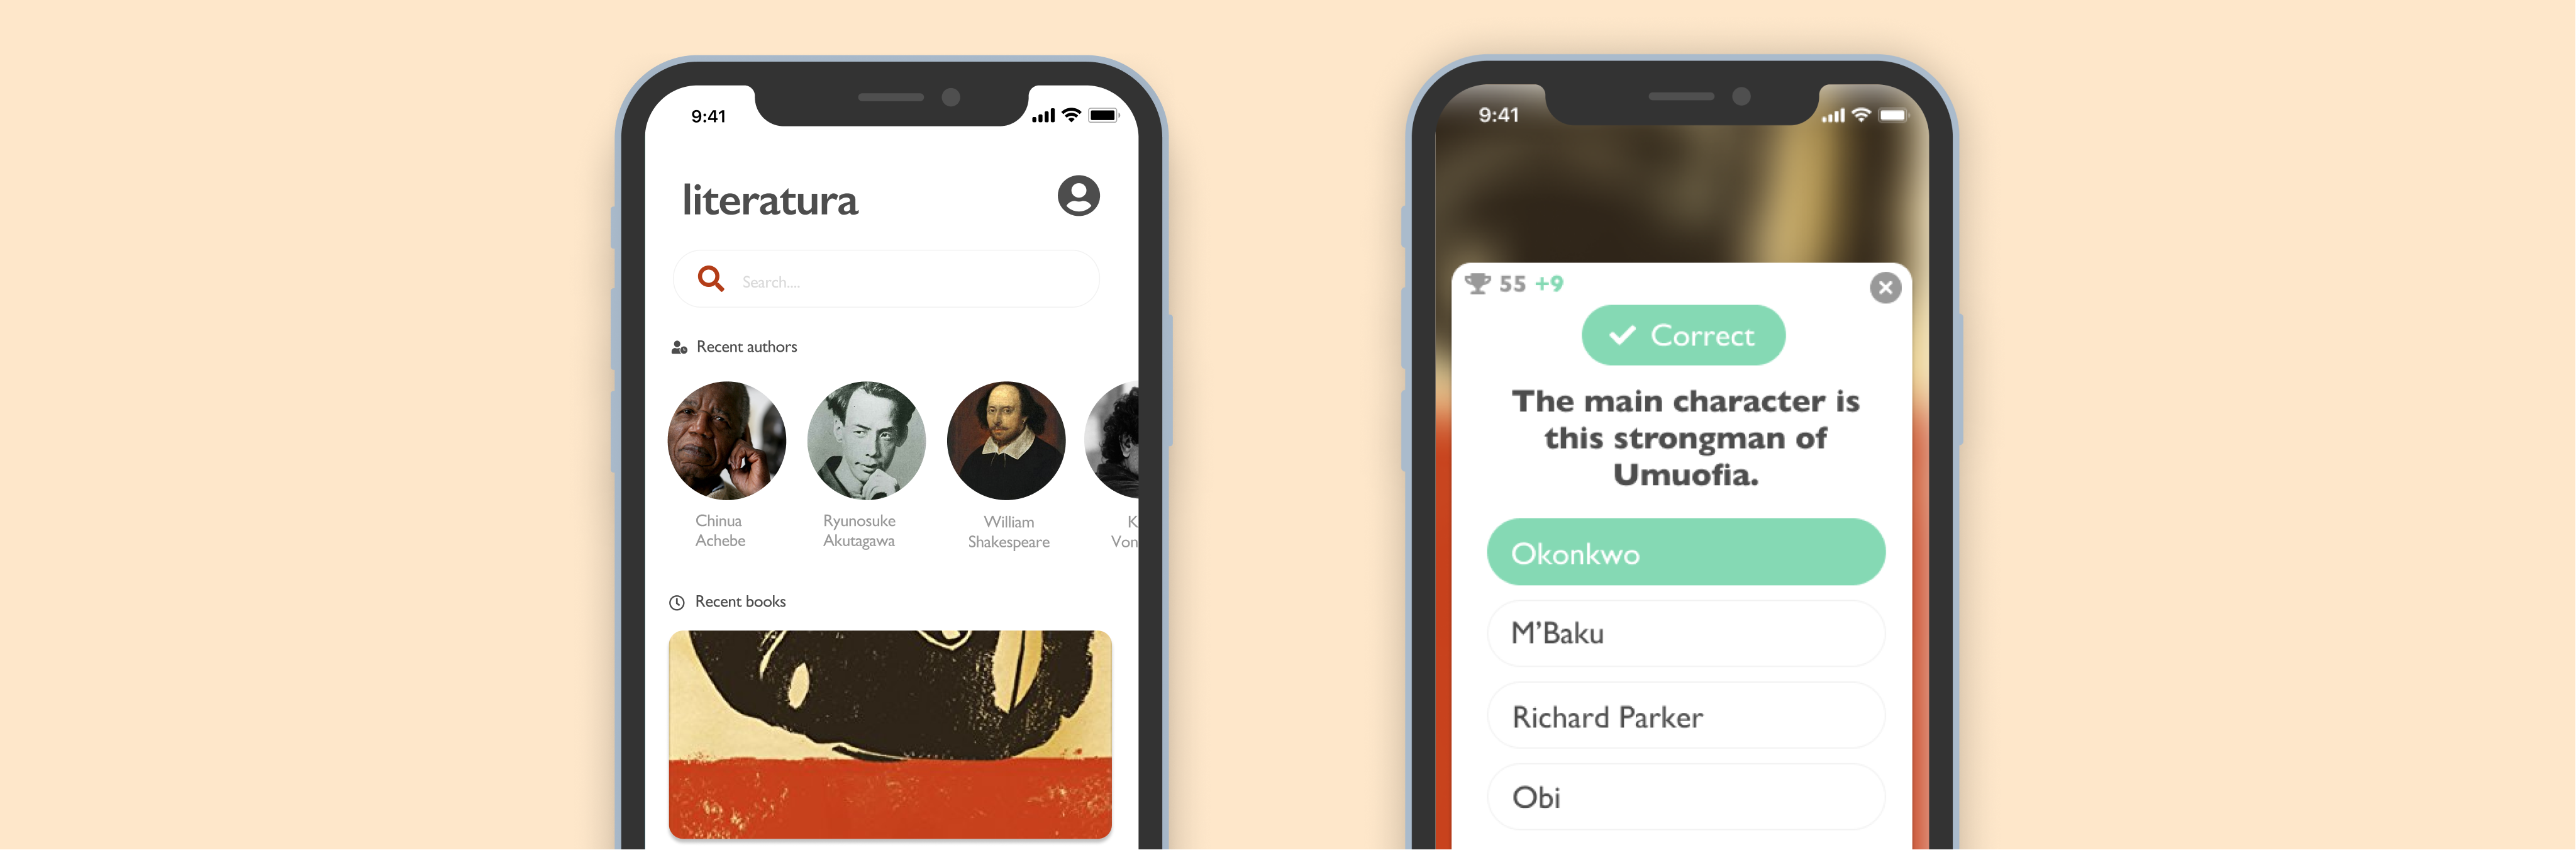 9:41
literatura
Search....
Recent authors
Chinua
Achebe
Ryunosuke
Akutagawa
William
Shakespeare
K
Von
Recent books
9:41
55 +9
Correct
The main character is
this strongman of
Umuofia.
Okonkwo
M'Baku
Richard Parker
Obi